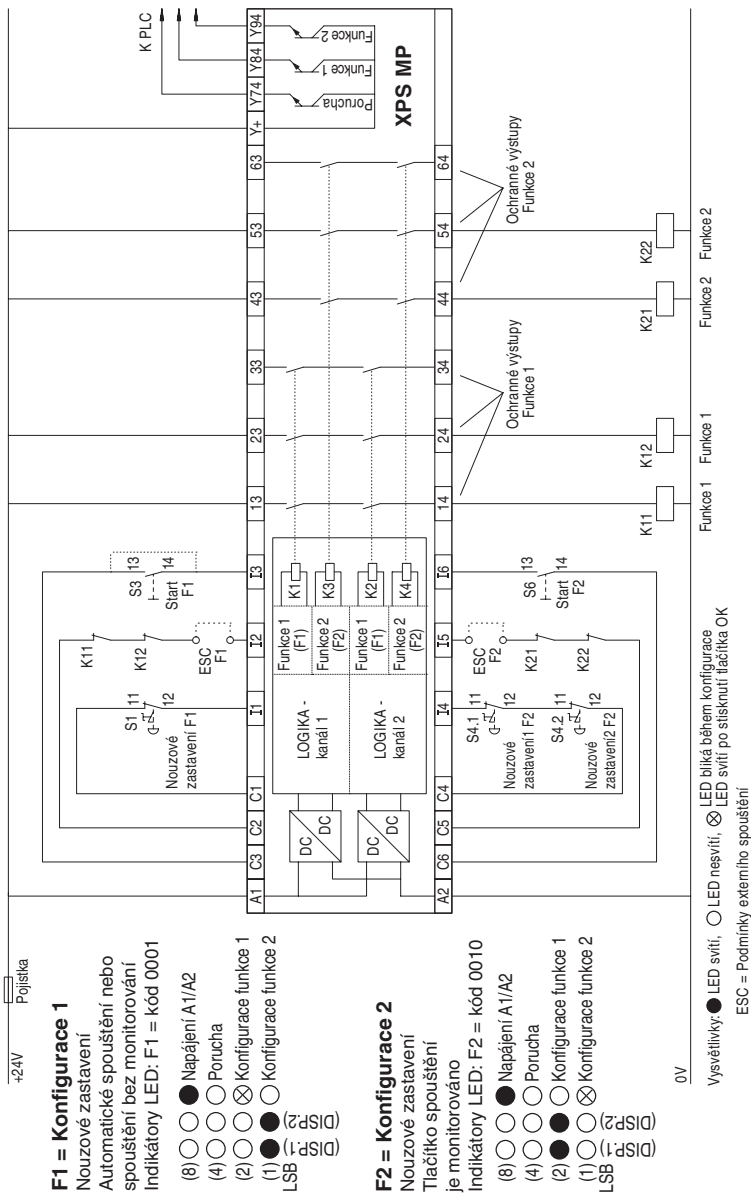 +24V
Pojistka
F1 = Konfigurace 1
Nouzové zastavení
Automatické spouštění nebo
spouštění bez monitorování
Indikátory LED: F1 = kód 0001
(8) Napájení A1/A2
(4) Porucha
(2) Konfigurace funkce 1
(1) Konfigurace funkce 2
LSB
(DISP.1)
(DISP.2)
F2 = Konfigurace 2
Nouzové zastavení
Tlačítko spouštění
je monitorováno
Indikátory LED: F2 = kód 0010
(8) Napájení A1/A2
(4) Porucha
(2) Konfigurace funkce 1
(1) Konfigurace funkce 2
LSB
(DISP.1)
(DISP.2)
K PLC
S1 11 12
Nouzové
zastavení F1
K11
K12
ESC
F1
S3 13 14
Start
F1
A1 C3 C2 C1 I1 I2 I3 13 23 33 43 53 63 Y+ Y74 Y84 Y94
DC DC
DC DC
LOGIKA -
kanál 1
LOGIKA -
kanál 2
Funkce 1
(F1)
Funkce 2
(F2)
Funkce 1
(F1)
Funkce 2
(F2)
K1
K3
K2
K4
Porucha
Funkce 1
Funkce 2
XPS MP
A2 C6 C5 C4 I4 I5 I6 14 24 34 44 54 64
S4.1 11 12
Nouzové
zastavení1 F2
S4.2 11 12
Nouzové
zastavení2 F2
ESC
F2
K21
K22
S6 13 14
Start
F2
Ochranné výstupy
Funkce 1
Ochranné výstupy
Funkce 2
K11
K12
K21
K22
0V
Funkce 1
Funkce 1
Funkce 2
Funkce 2
Vysvětlivky: LED svítí, LED nesvítí, LED bliká během konfigurace
LED svítí po stisknutí tlačítka OK
ESC = Podmínky externího spouštění